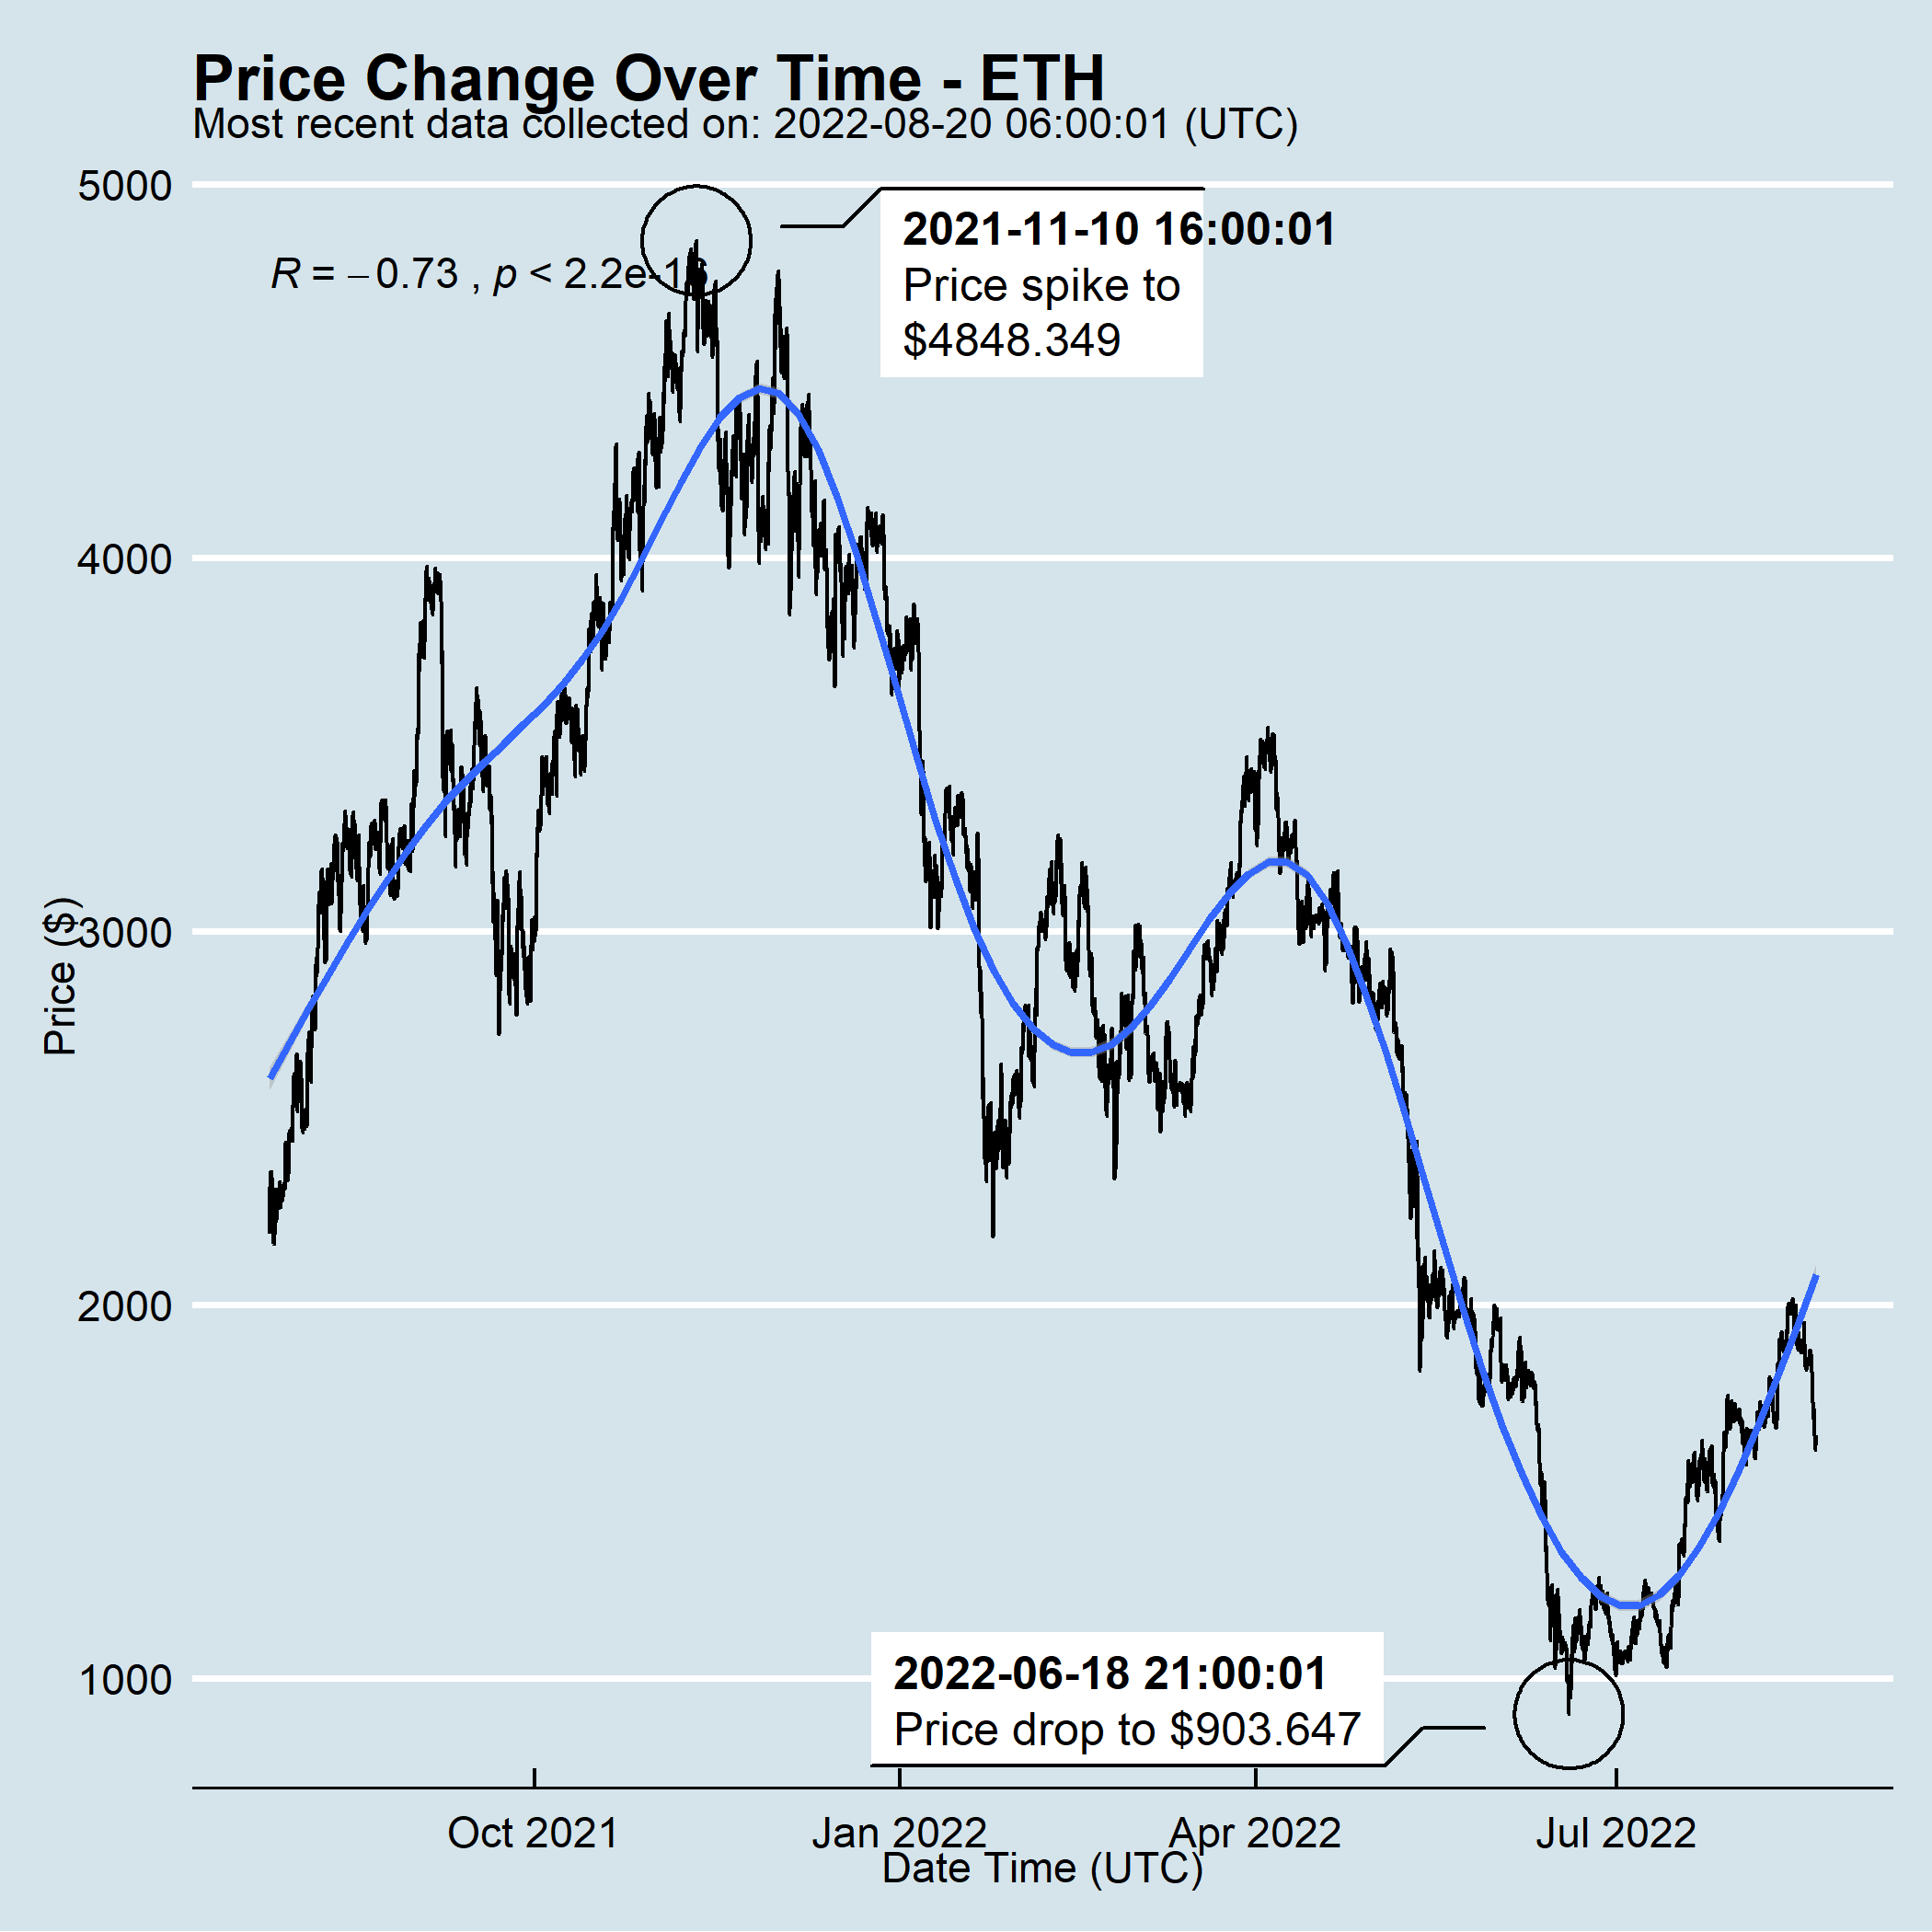 Price Change Over Time - ETH
Most recent data collected on: 2022-08-20 06:00:01 (UTC)
5000
2021-11-10 16:00:01
Price spike to
$4848.349
R = −0.73 , p < 2.2e-16
4000
3000
Price ($)
2000
1000
2022-06-18 21:00:01
Price drop to $903.647
Oct 2021
Jan 2022
Apr 2022
Jul 2022
Date Time (UTC)